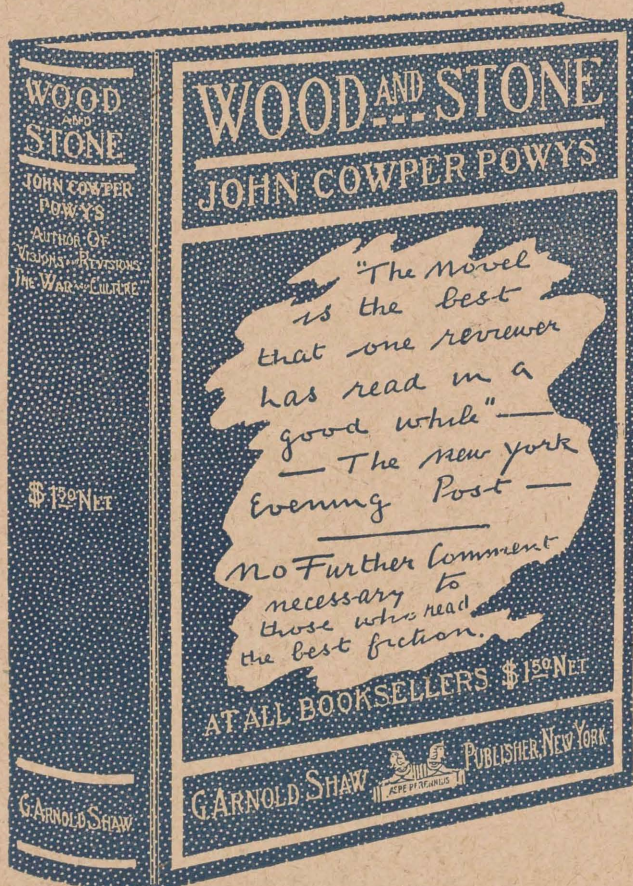 WOOD
AND
STONE
JOHN COWPER
POWYS
AUTHOR OF
VISIONS AND REVISIONS
THE WAR AND CULTURE
$1.50 NET
G. ARNOLD SHAW
WOOD AND STONE
JOHN COWPER POWYS
"The Novel
is the best
that one reviewer
has read in a
good while"—
— The New York
Evening Post —
No Further Comment
necessary to
those who read
the best fiction.
AT ALL BOOKSELLERS $1.50 NET
G. ARNOLD SHAW PUBLISHER, NEW YORK